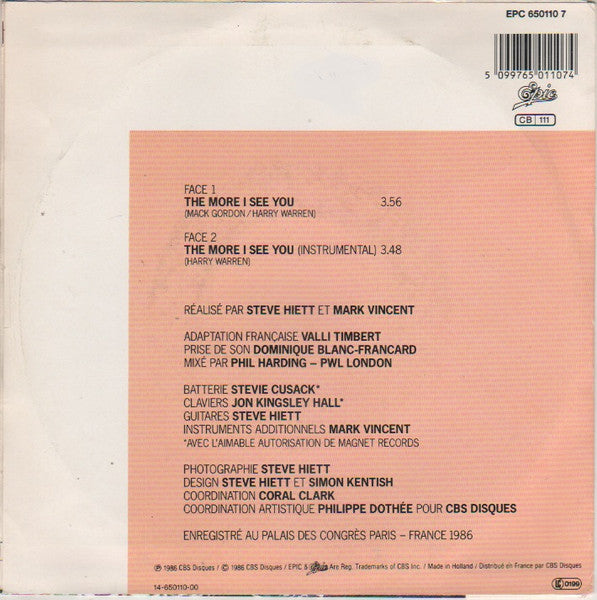 EPC 650110 7
5 099765 011074
Epic
CB 111
FACE 1
THE MORE I SEE YOU 3.56
(MACK GORDON/HARRY WARREN)
FACE 2
THE MORE I SEE YOU (INSTRUMENTAL) 3.48
(HARRY WARREN)
RÉALISÉ PAR STEVE HIETT ET MARK VINCENT
ADAPTATION FRANÇAISE VALLI TIMBERT
PRISE DE SON DOMINIQUE BLANC-FRANCARD
MIXÉ PAR PHIL HARDING – PWL LONDON
BATTERIE STEVIE CUSACK*
CLAVIERS JON KINGSLEY HALL*
GUITARES STEVE HIETT
INSTRUMENTS ADDITIONNELS MARK VINCENT
*AVEC L'AIMABLE AUTORISATION DE MAGNET RECORDS
PHOTOGRAPHIE STEVE HIETT
DESIGN STEVE HIETT ET SIMON KENTISH
COORDINATION CORAL CLARK
COORDINATION ARTISTIQUE PHILIPPE DOTHÉE POUR CBS DISQUES
ENREGISTRÉ AU PALAIS DES CONGRÈS PARIS – FRANCE 1986
℗ 1986 CBS Disques / © 1986 CBS Disques / EPIC & Epic Are Reg. Trademarks of CBS Inc. / Made in Holland / Distribué en France par CBS Disques
14-650110-00 LC 0199